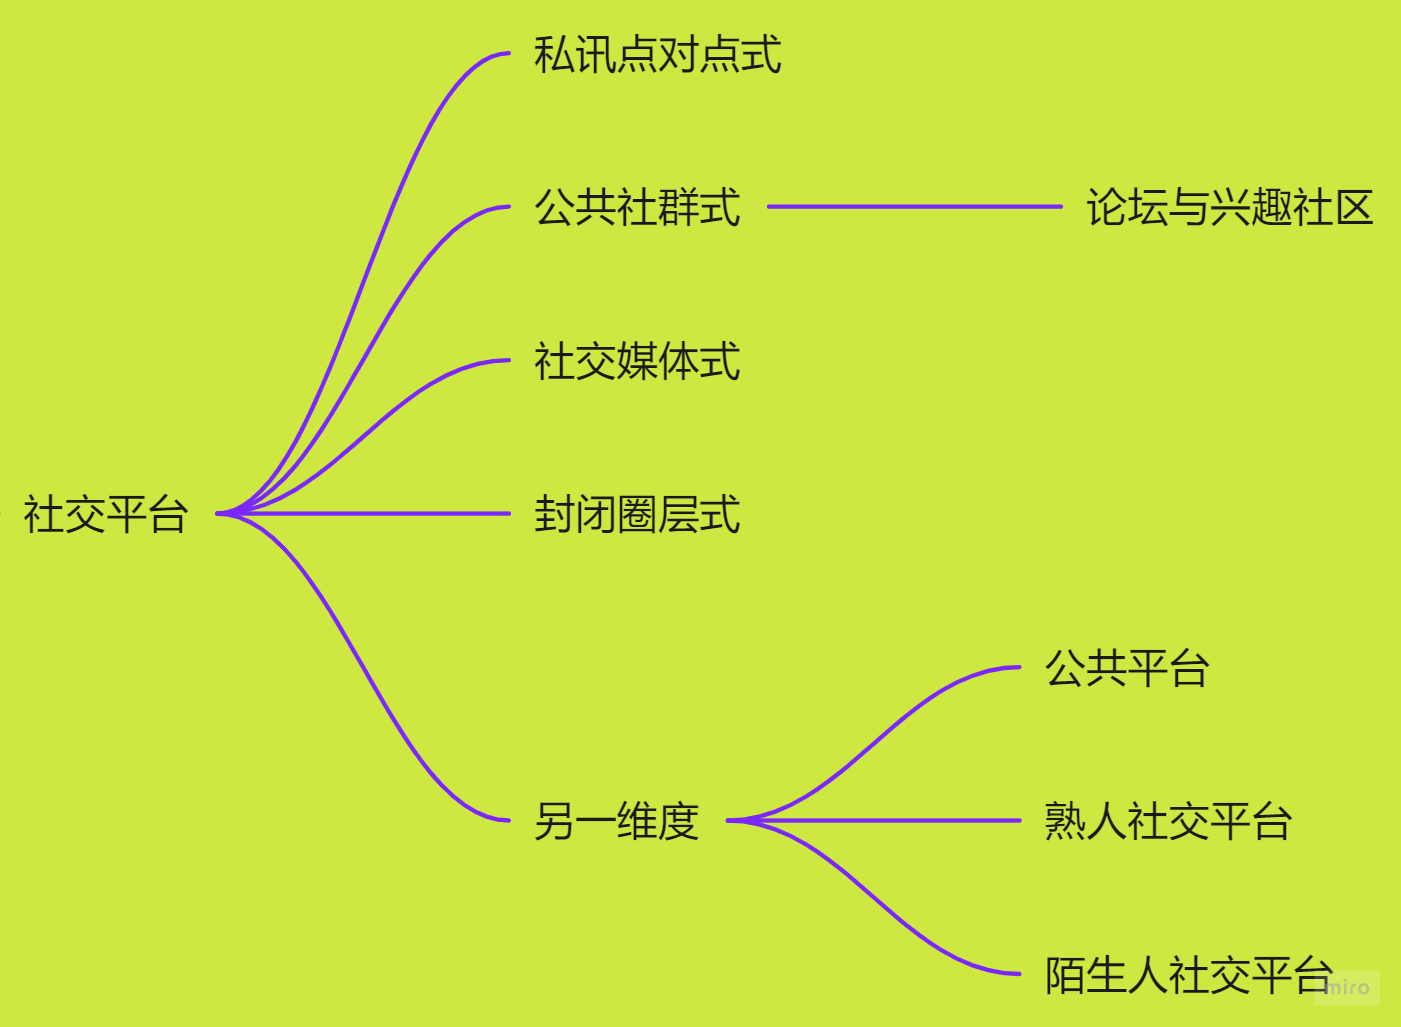 私讯点对点式
公共社群式
论坛与兴趣社区
社交媒体式
社交平台
封闭圈层式
公共平台
另一维度
熟人社交平台
陌生人社交平台
miro